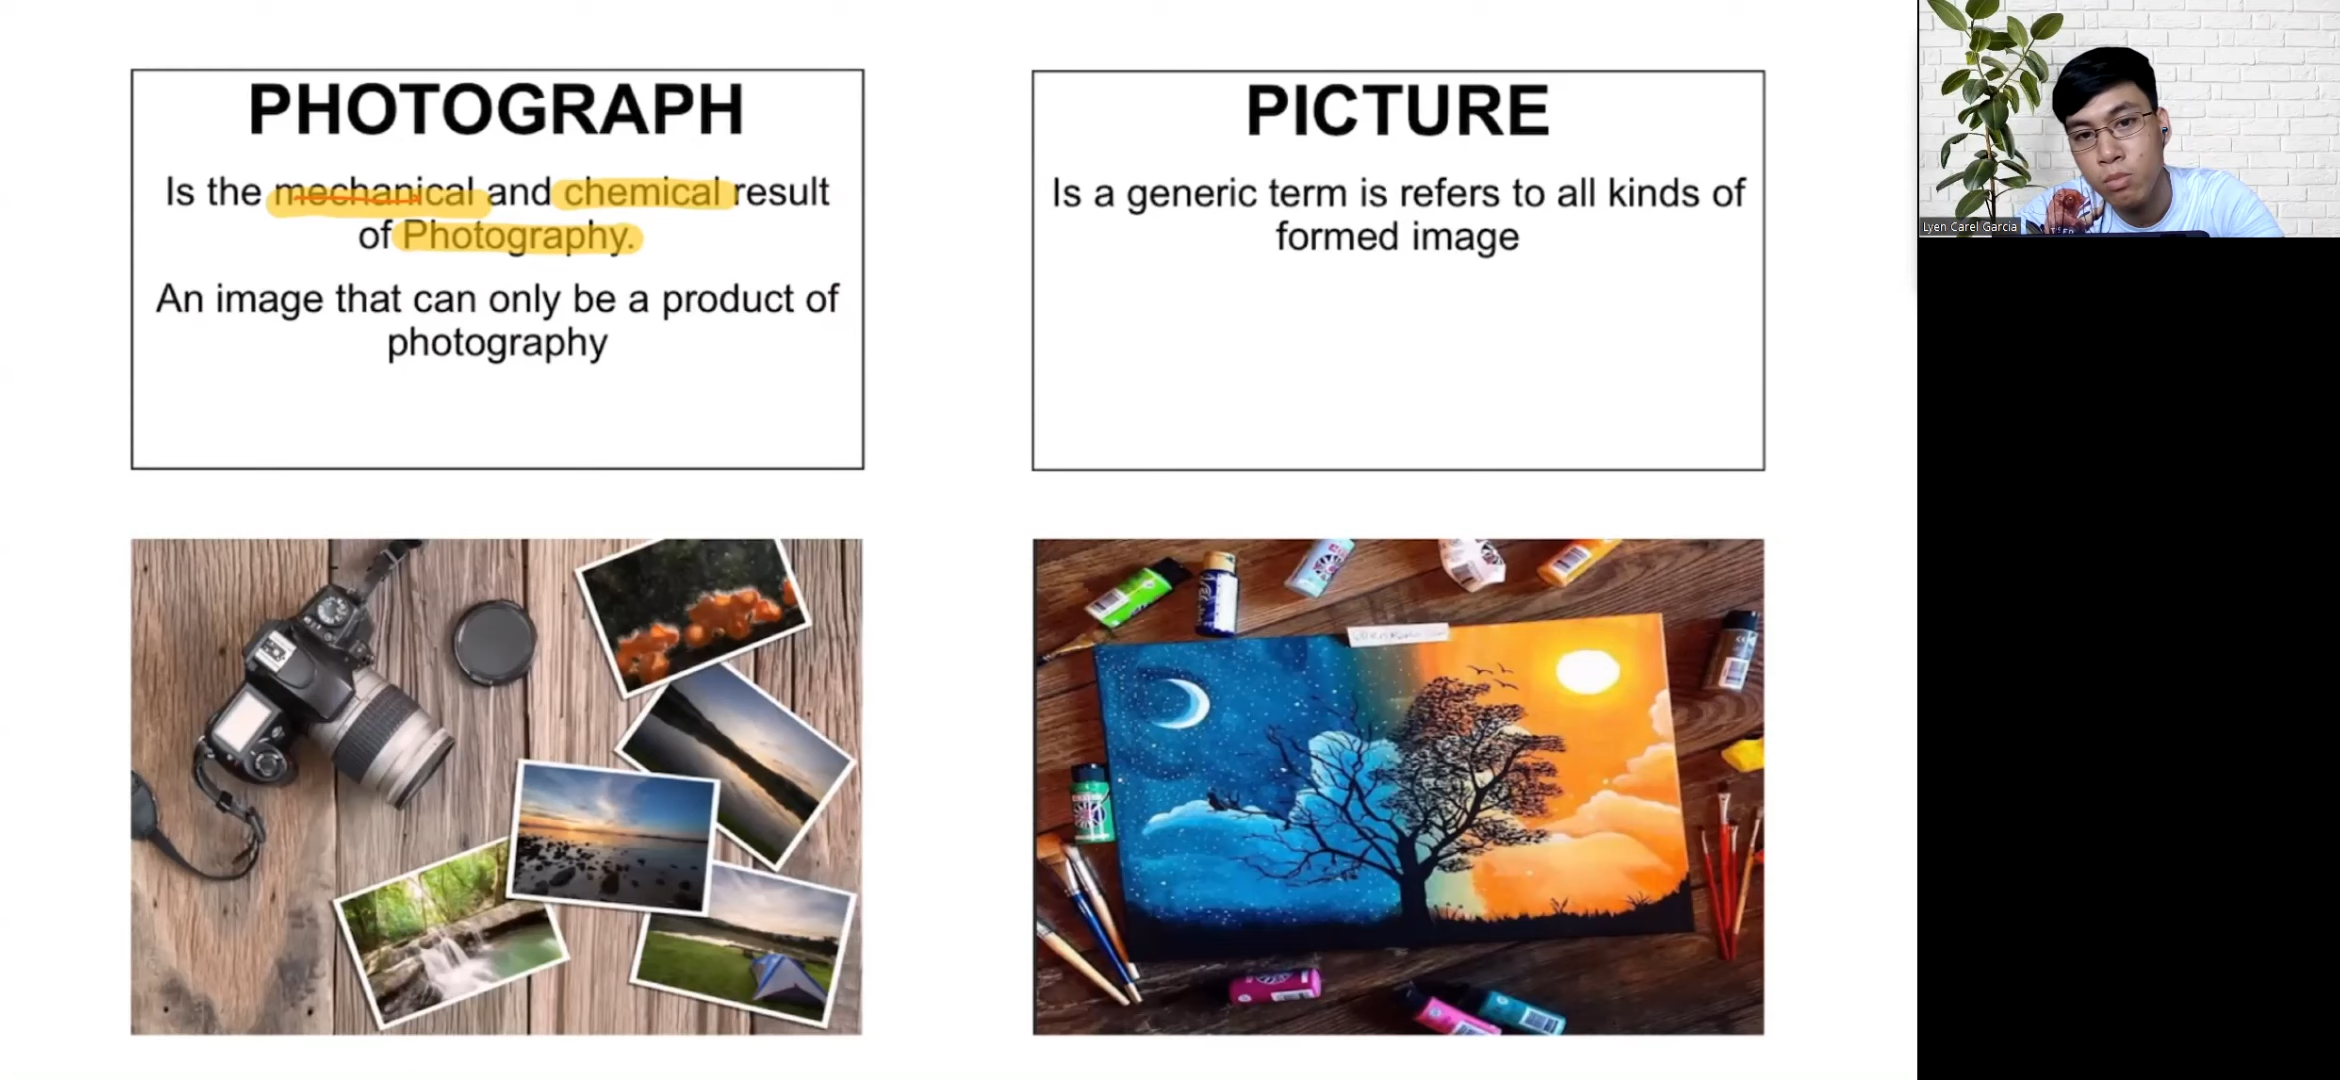 PHOTOGRAPH
Is the mechanical and chemical result
of Photography.
An image that can only be a product of
photography
PICTURE
Is a generic term is refers to all kinds of
formed image
Lyen Carel Garcia